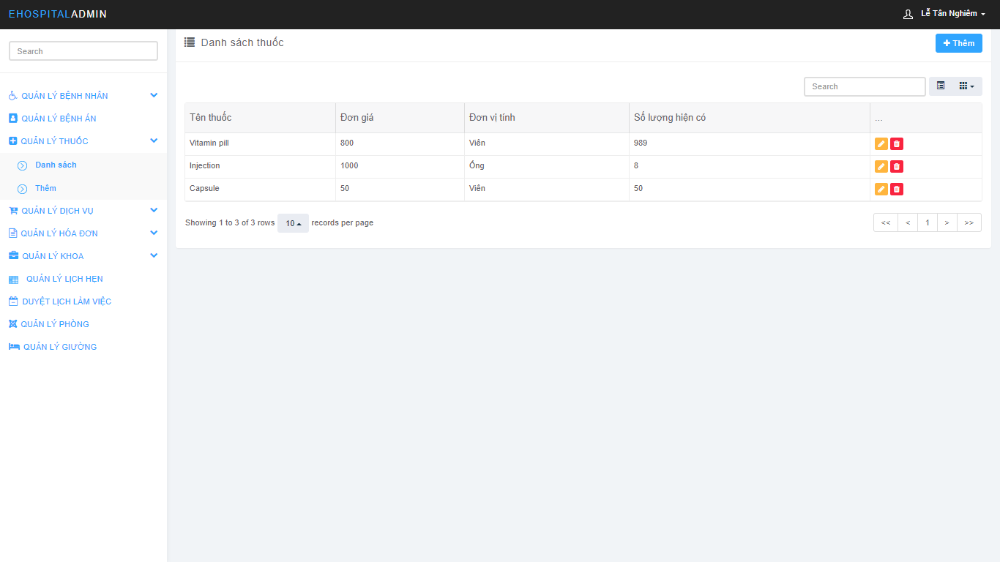 EHOSPITALADMIN
Lễ Tân Nghiêm
Search
QUẢN LÝ BỆNH NHÂN
QUẢN LÝ BỆNH ÁN
QUẢN LÝ THUỐC
Danh sách
Thêm
QUẢN LÝ DỊCH VỤ
QUẢN LÝ HÓA ĐƠN
QUẢN LÝ KHOA
QUẢN LÝ LỊCH HẸN
DUYỆT LỊCH LÀM VIỆC
QUẢN LÝ PHÒNG
QUẢN LÝ GIƯỜNG
Danh sách thuốc
Thêm
Search
Tên thuốc Đơn giá Đơn vị tính Số lượng hiện có ...
Vitamin pill 800 Viên 989
Injection 1000 Ống 8
Capsule 50 Viên 50
Showing 1 to 3 of 3 rows 10 records per page
<< < 1 > >>